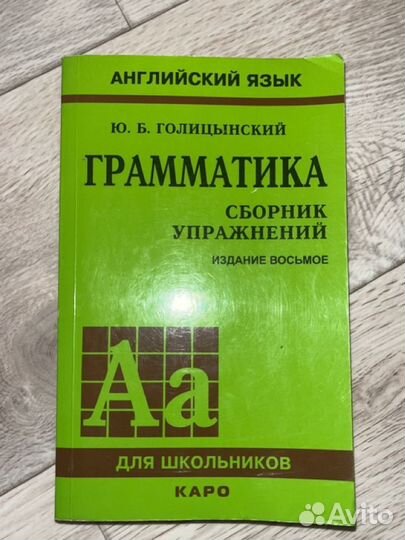 АНГЛИЙСКИЙ ЯЗЫК
Ю. Б. ГОЛИЦЫНСКИЙ
ГРАММАТИКА
СБОРНИК
УПРАЖНЕНИЙ
ИЗДАНИЕ ВОСЬМОЕ
Aa
ДЛЯ ШКОЛЬНИКОВ
КАРО
Avito